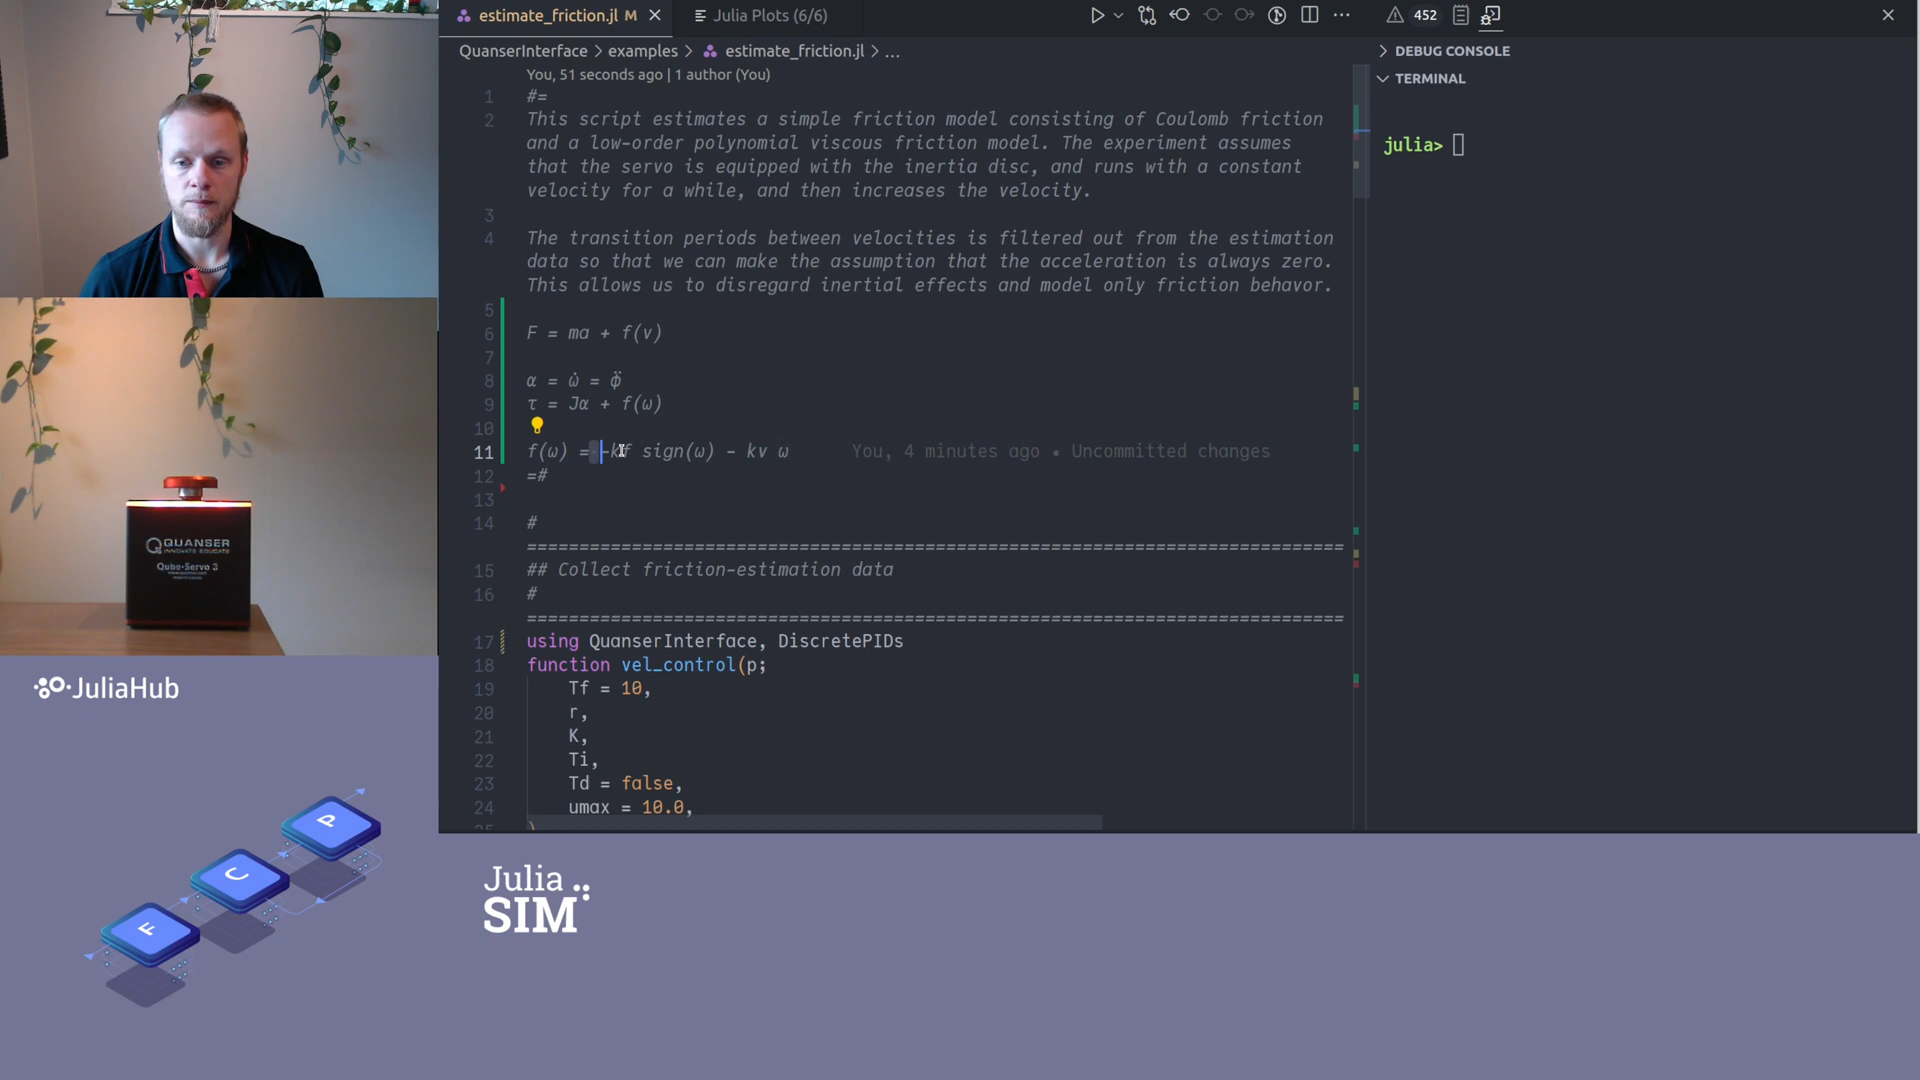 estimate_friction.jl M
Julia Plots (6/6)
452
QuanserInterface > examples > estimate_friction.jl > ...
DEBUG CONSOLE
TERMINAL
You, 51 seconds ago | 1 author (You)
1 #=
2 This script estimates a simple friction model consisting of Coulomb friction
and a low-order polynomial viscous friction model. The experiment assumes
that the servo is equipped with the inertia disc, and runs with a constant
velocity for a while, and then increases the velocity.
3
4 The transition periods between velocities is filtered out from the estimation
data so that we can make the assumption that the acceleration is always zero.
This allows us to disregard inertial effects and model only friction behavor.
5
6 F = ma + f(v)
7
8 α = ω̇ = ϕ̈
9 τ = Jα + f(ω)
10
11 f(ω) = -kf sign(ω) - kv ω You, 4 minutes ago • Uncommitted changes
12 =#
13
14 #
==============================================================================
15 ## Collect friction-estimation data
16 #
==============================================================================
17 using QuanserInterface, DiscretePIDs
18 function vel_control(p;
19 Tf = 10,
20 r,
21 K,
22 Ti,
23 Td = false,
24 umax = 10.0,
julia>
QUANSER
INNOVATE EDUCATE
Qube-Servo 3
JuliaHub
P
C
F
Julia
SIM